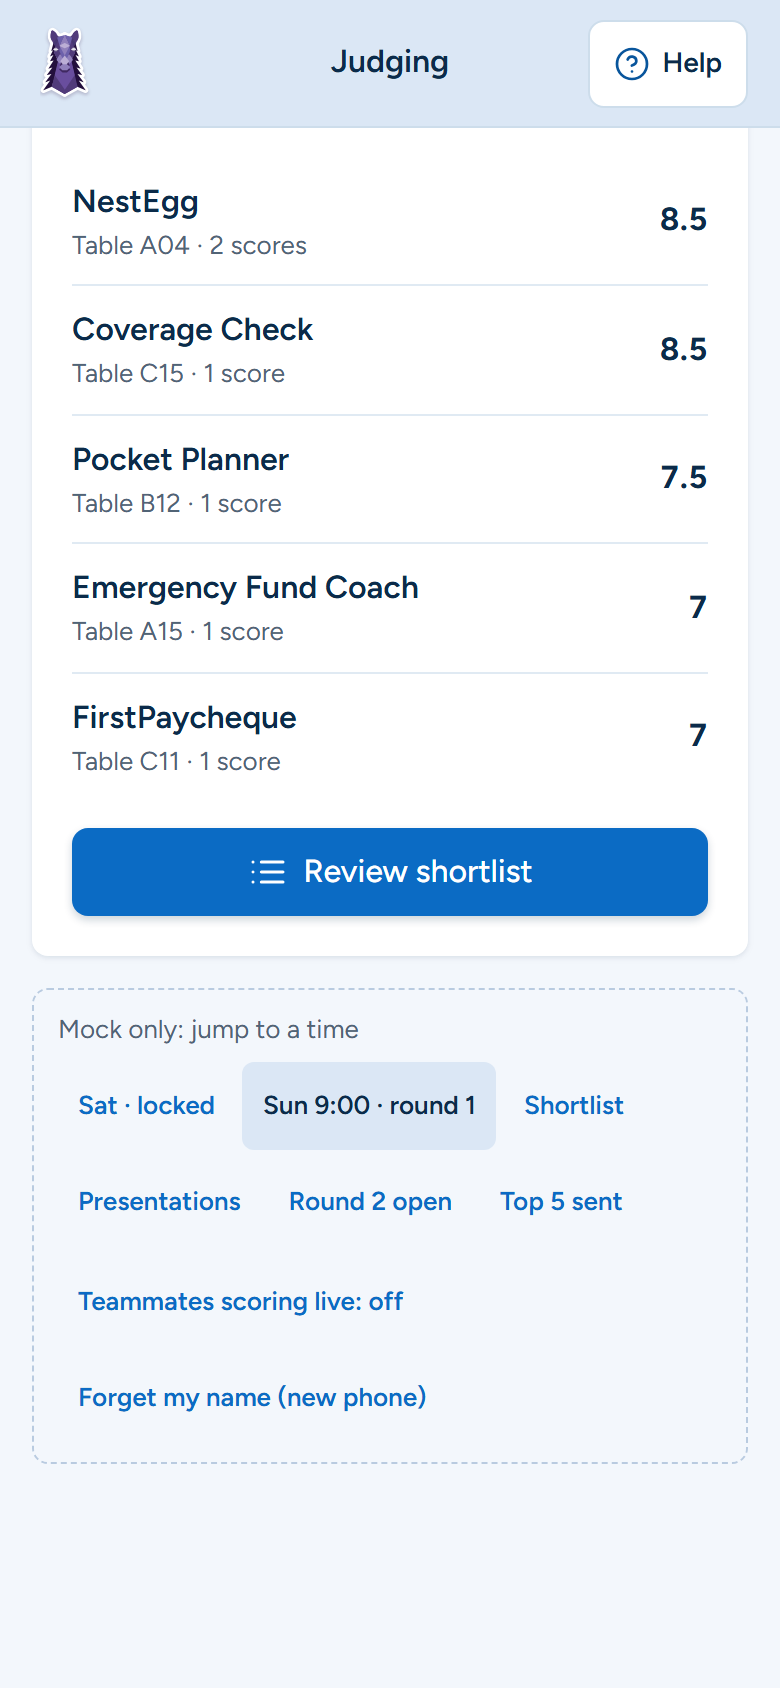 Judging
Help
NestEgg
Table A04 · 2 scores
8.5
Coverage Check
Table C15 · 1 score
8.5
Pocket Planner
Table B12 · 1 score
7.5
Emergency Fund Coach
Table A15 · 1 score
7
FirstPaycheque
Table C11 · 1 score
7
Review shortlist
Mock only: jump to a time
Sat · locked
Sun 9:00 · round 1
Shortlist
Presentations
Round 2 open
Top 5 sent
Teammates scoring live: off
Forget my name (new phone)